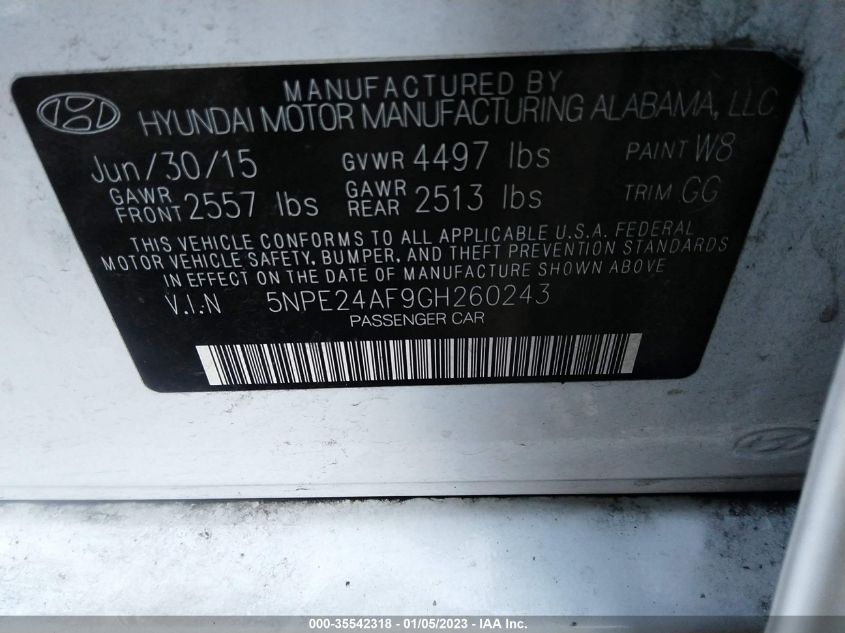 MANUFACTURED BY
HYUNDAI MOTOR MANUFACTURING ALABAMA, LLC
Jun/30/15 GVWR 4497 lbs PAINT W8
GAWR FRONT 2557 lbs GAWR REAR 2513 lbs TRIM GG
THIS VEHICLE CONFORMS TO ALL APPLICABLE U.S.A. FEDERAL
MOTOR VEHICLE SAFETY, BUMPER, AND THEFT PREVENTION STANDARDS
IN EFFECT ON THE DATE OF MANUFACTURE SHOWN ABOVE
V.I.N 5NPE24AF9GH260243
PASSENGER CAR
000-35542318 - 01/05/2023 - IAA Inc.